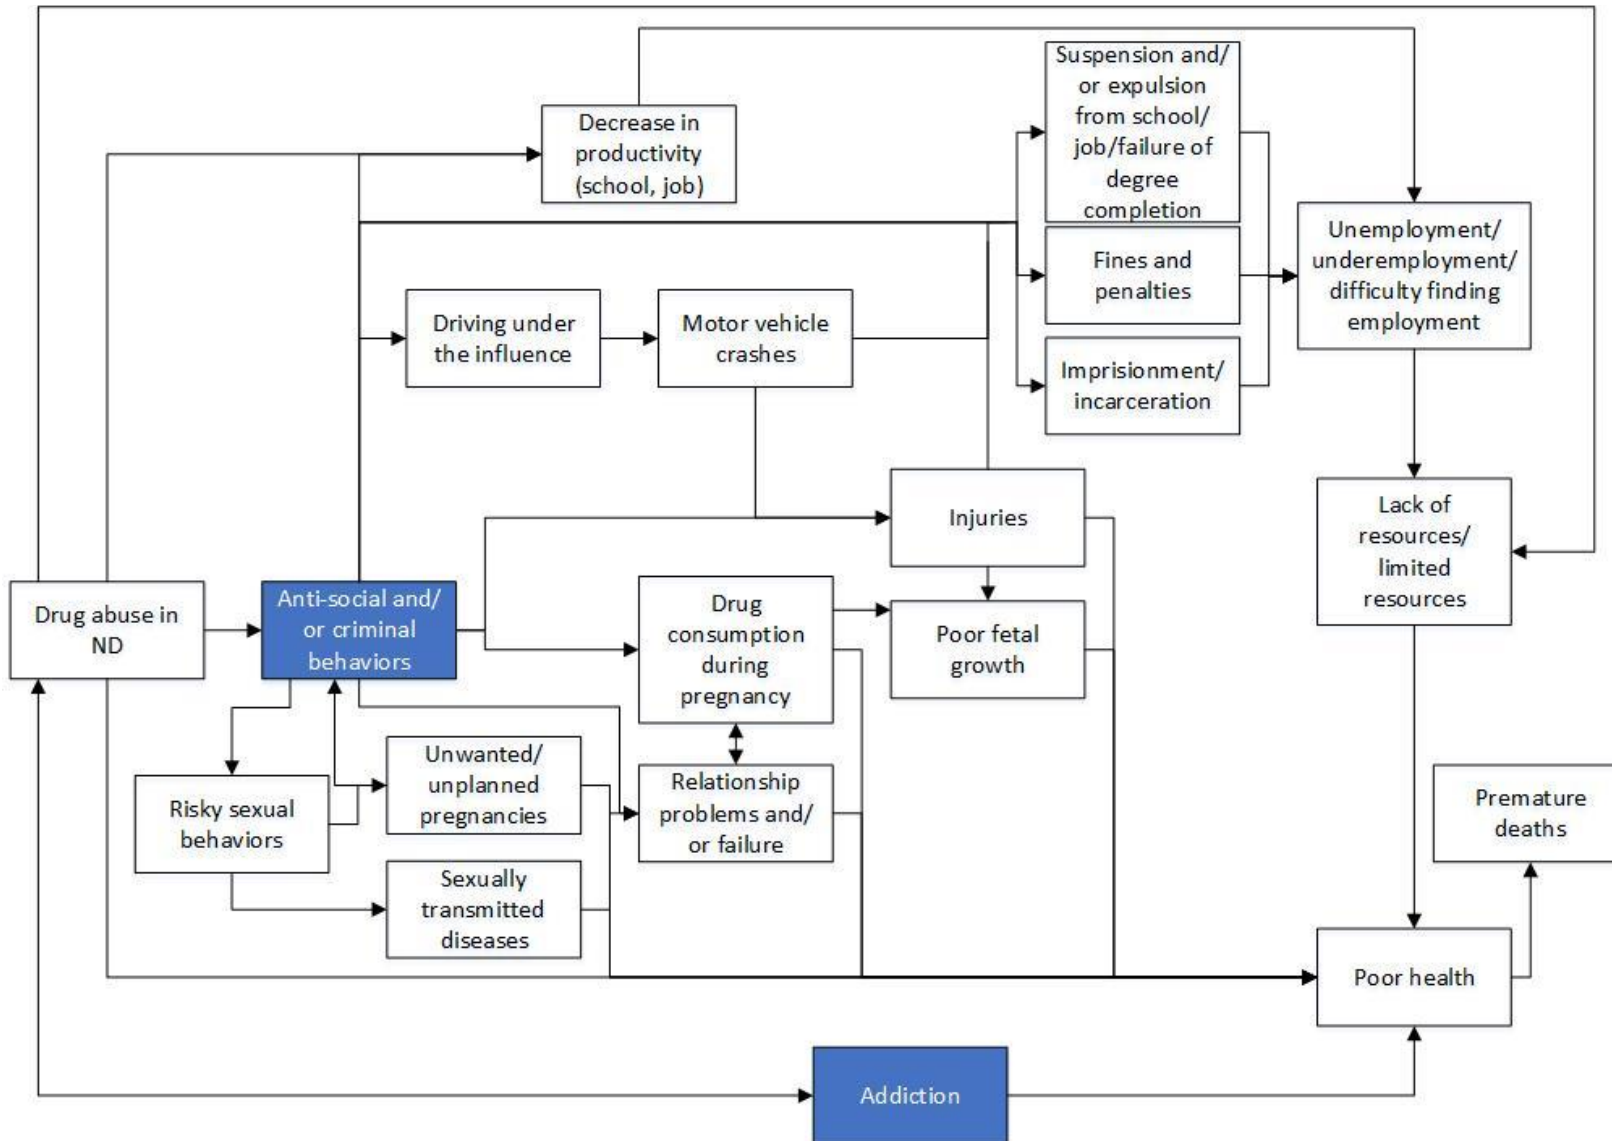 Suspension and/
or expulsion
from school/
job/failure of
degree
completion
Decrease in
productivity
(school, job)
Unemployment/
underemployment/
difficulty finding
employment
Fines and
penalties
Driving under
the influence
Motor vehicle
crashes
Imprisionment/
incarceration
Injuries
Lack of
resources/
limited
resources
Drug abuse in
ND
Anti-social and/
or criminal
behaviors
Drug
consumption
during
pregnancy
Poor fetal
growth
Unwanted/
unplanned
pregnancies
Relationship
problems and/
or failure
Risky sexual
behaviors
Premature
deaths
Sexually
transmitted
diseases
Poor health
Addiction